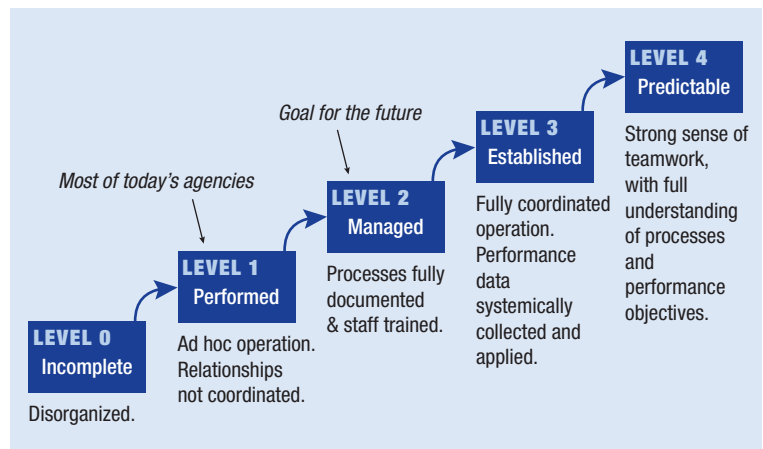 LEVEL 4
Predictable
Strong sense of
teamwork,
with full
understanding
of processes
and
performance
objectives.
Goal for the future
LEVEL 3
Established
Fully coordinated
operation.
Performance
data
systemically
collected and
applied.
Most of today's agencies
LEVEL 2
Managed
Processes fully
documented
& staff trained.
LEVEL 1
Performed
Ad hoc operation.
Relationships
not coordinated.
LEVEL 0
Incomplete
Disorganized.